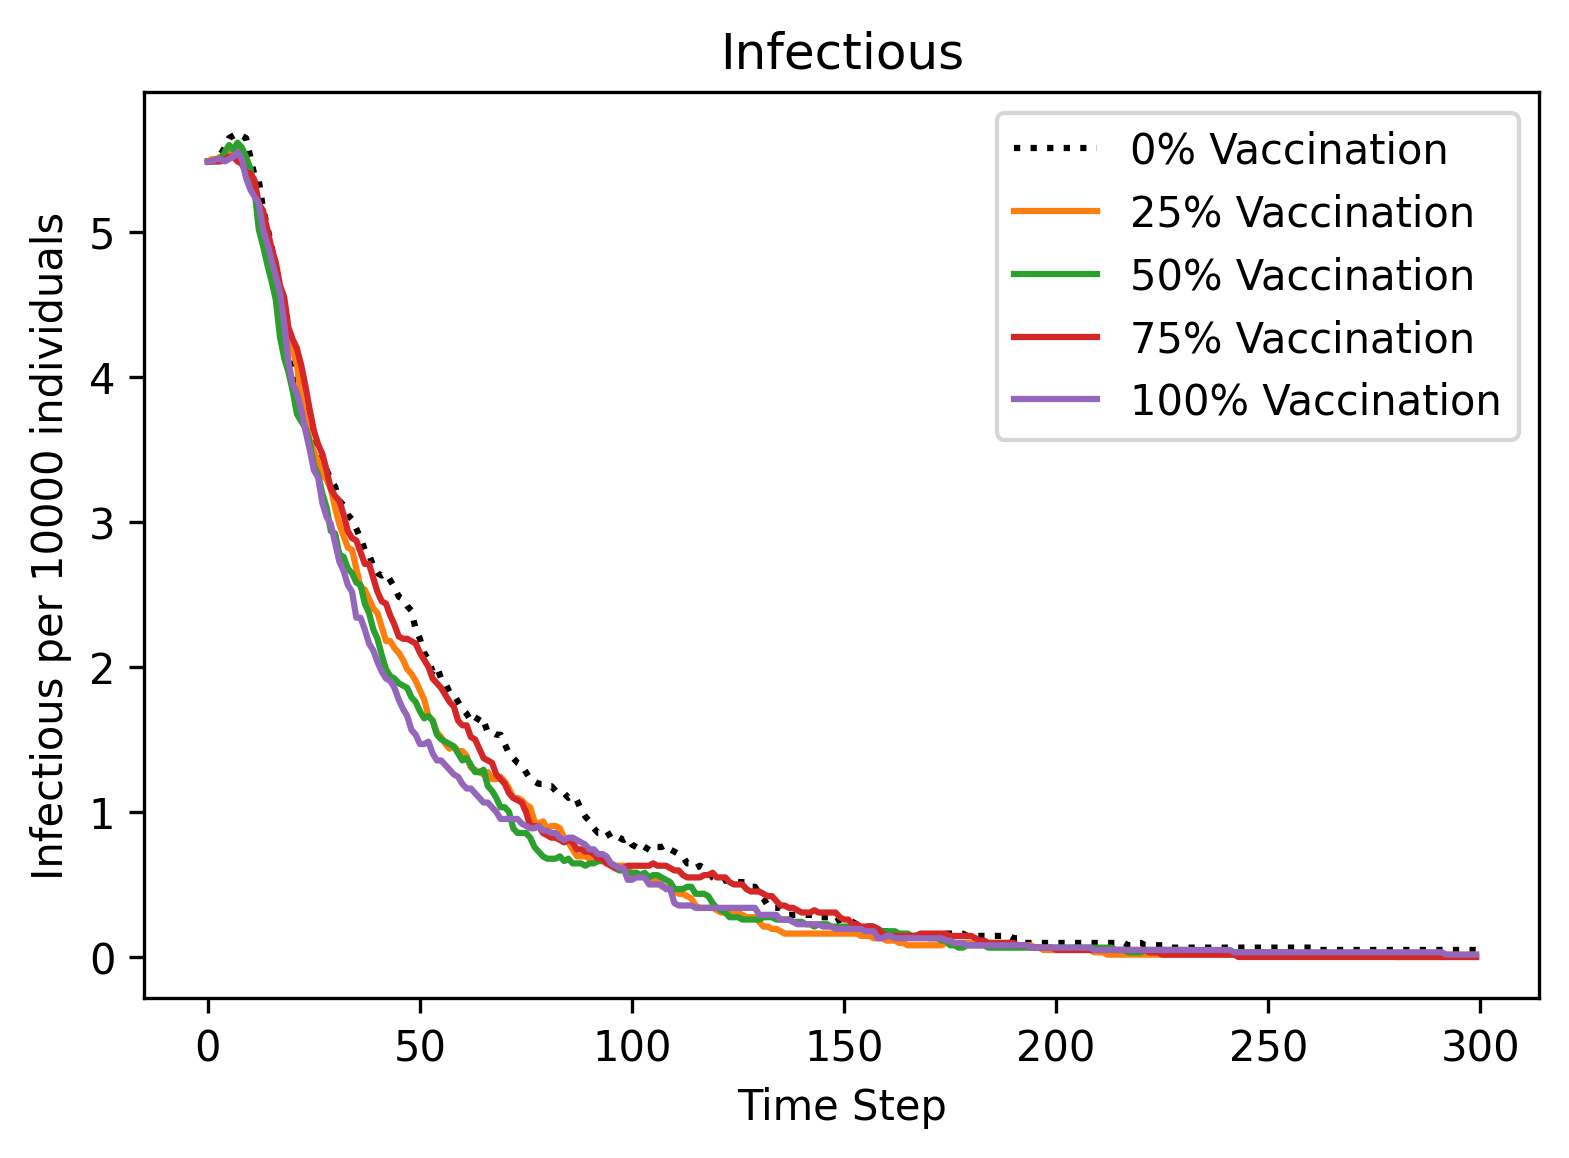 Infectious
Infectious per 10000 individuals
5
4
3
2
1
0
0% Vaccination
25% Vaccination
50% Vaccination
75% Vaccination
100% Vaccination
0 50 100 150 200 250 300
Time Step